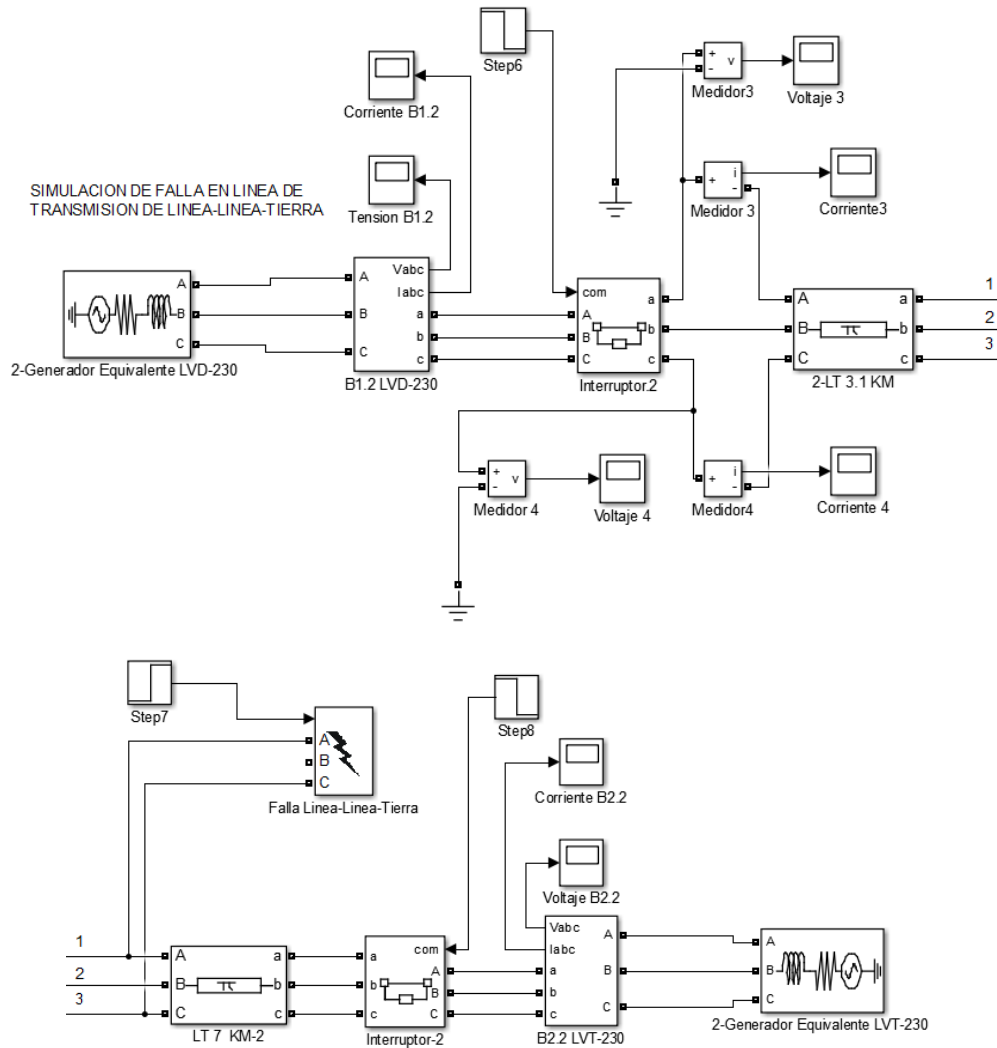 Step6
+
-
v
Medidor3
Voltaje 3
Corriente B1.2
SIMULACION DE FALLA EN LINEA DE
TRANSMISION DE LINEA-LINEA-TIERRA
Tension B1.2
+
i
-
Medidor 3
Corriente3
A
B
C
2-Generador Equivalente LVD-230
A
B
C
Vabc
Iabc
a
b
c
B1.2 LVD-230
com
A
B
C
a
b
c
Interruptor.2
A
B
C
a
b
c
2-LT 3.1 KM
1
2
3
+
-
v
Medidor 4
Voltaje 4
+
i
-
Medidor4
Corriente 4
Step7
A
B
C
Falla Linea-Linea-Tierra
Step8
Corriente B2.2
Voltaje B2.2
1
2
3
A
B
C
a
b
c
LT 7 KM-2
com
a
b
c
A
B
C
Interruptor-2
Vabc
Iabc
a
b
c
A
B
C
B2.2 LVT-230
A
B
C
2-Generador Equivalente LVT-230